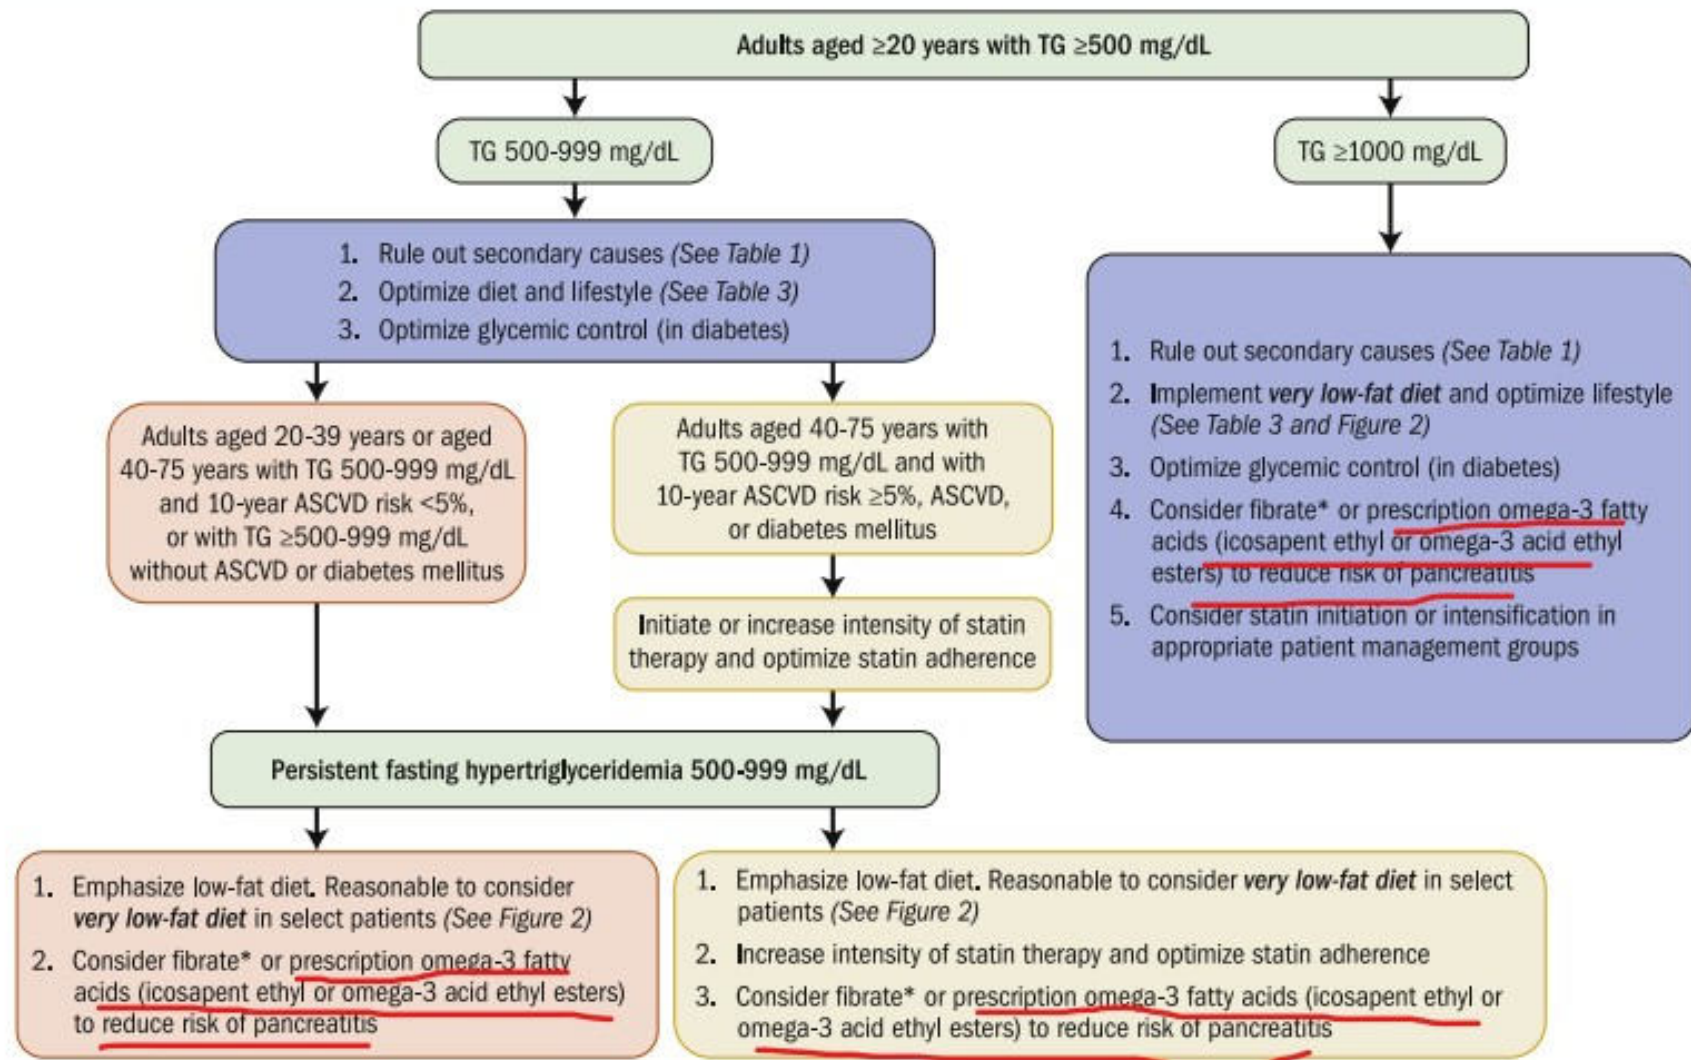 Adults aged ≥20 years with TG ≥500 mg/dL
TG 500-999 mg/dL
TG ≥1000 mg/dL
1. Rule out secondary causes (See Table 1)
2. Optimize diet and lifestyle (See Table 3)
3. Optimize glycemic control (in diabetes)
Adults aged 20-39 years or aged
40-75 years with TG 500-999 mg/dL
and 10-year ASCVD risk <5%,
or with TG ≥500-999 mg/dL
without ASCVD or diabetes mellitus
Adults aged 40-75 years with
TG 500-999 mg/dL and with
10-year ASCVD risk ≥5%, ASCVD,
or diabetes mellitus
Initiate or increase intensity of statin
therapy and optimize statin adherence
1. Rule out secondary causes (See Table 1)
2. Implement very low-fat diet and optimize lifestyle
(See Table 3 and Figure 2)
3. Optimize glycemic control (in diabetes)
4. Consider fibrate* or prescription omega-3 fatty
acids (icosapent ethyl or omega-3 acid ethyl
esters) to reduce risk of pancreatitis
5. Consider statin initiation or intensification in
appropriate patient management groups
Persistent fasting hypertriglyceridemia 500-999 mg/dL
1. Emphasize low-fat diet. Reasonable to consider
very low-fat diet in select patients (See Figure 2)
2. Consider fibrate* or prescription omega-3 fatty
acids (icosapent ethyl or omega-3 acid ethyl esters)
to reduce risk of pancreatitis
1. Emphasize low-fat diet. Reasonable to consider very low-fat diet in select
patients (See Figure 2)
2. Increase intensity of statin therapy and optimize statin adherence
3. Consider fibrate* or prescription omega-3 fatty acids (icosapent ethyl or
omega-3 acid ethyl esters) to reduce risk of pancreatitis